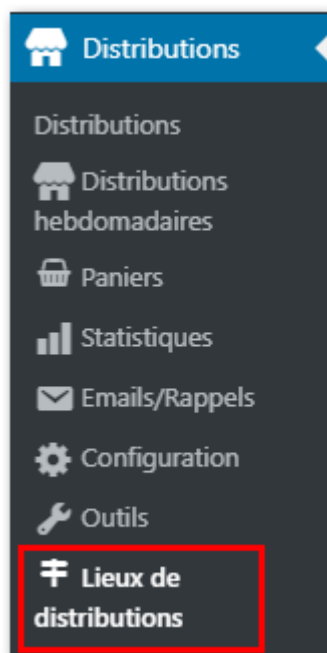 Distributions
Distributions
Distributions
hebdomadaires
Paniers
Statistiques
Emails/Rappels
Configuration
Outils
Lieux de
distributions